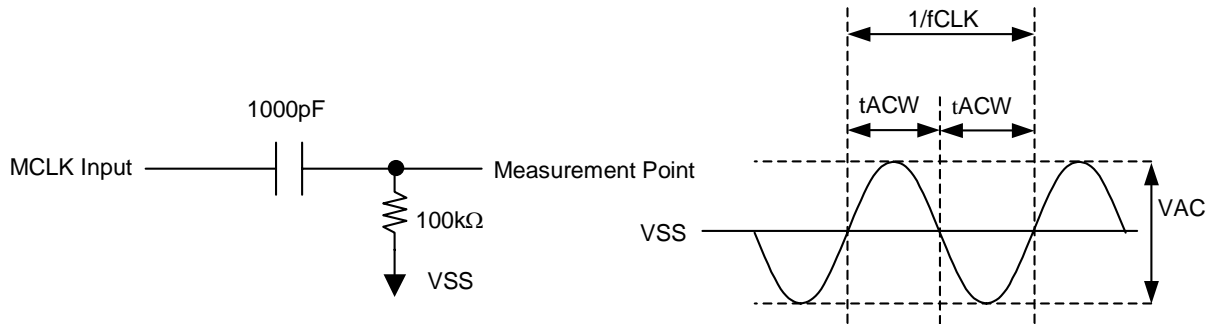 1000pF
MCLK Input
Measurement Point
100kΩ
VSS
1/fCLK
tACW
tACW
VSS
VAC